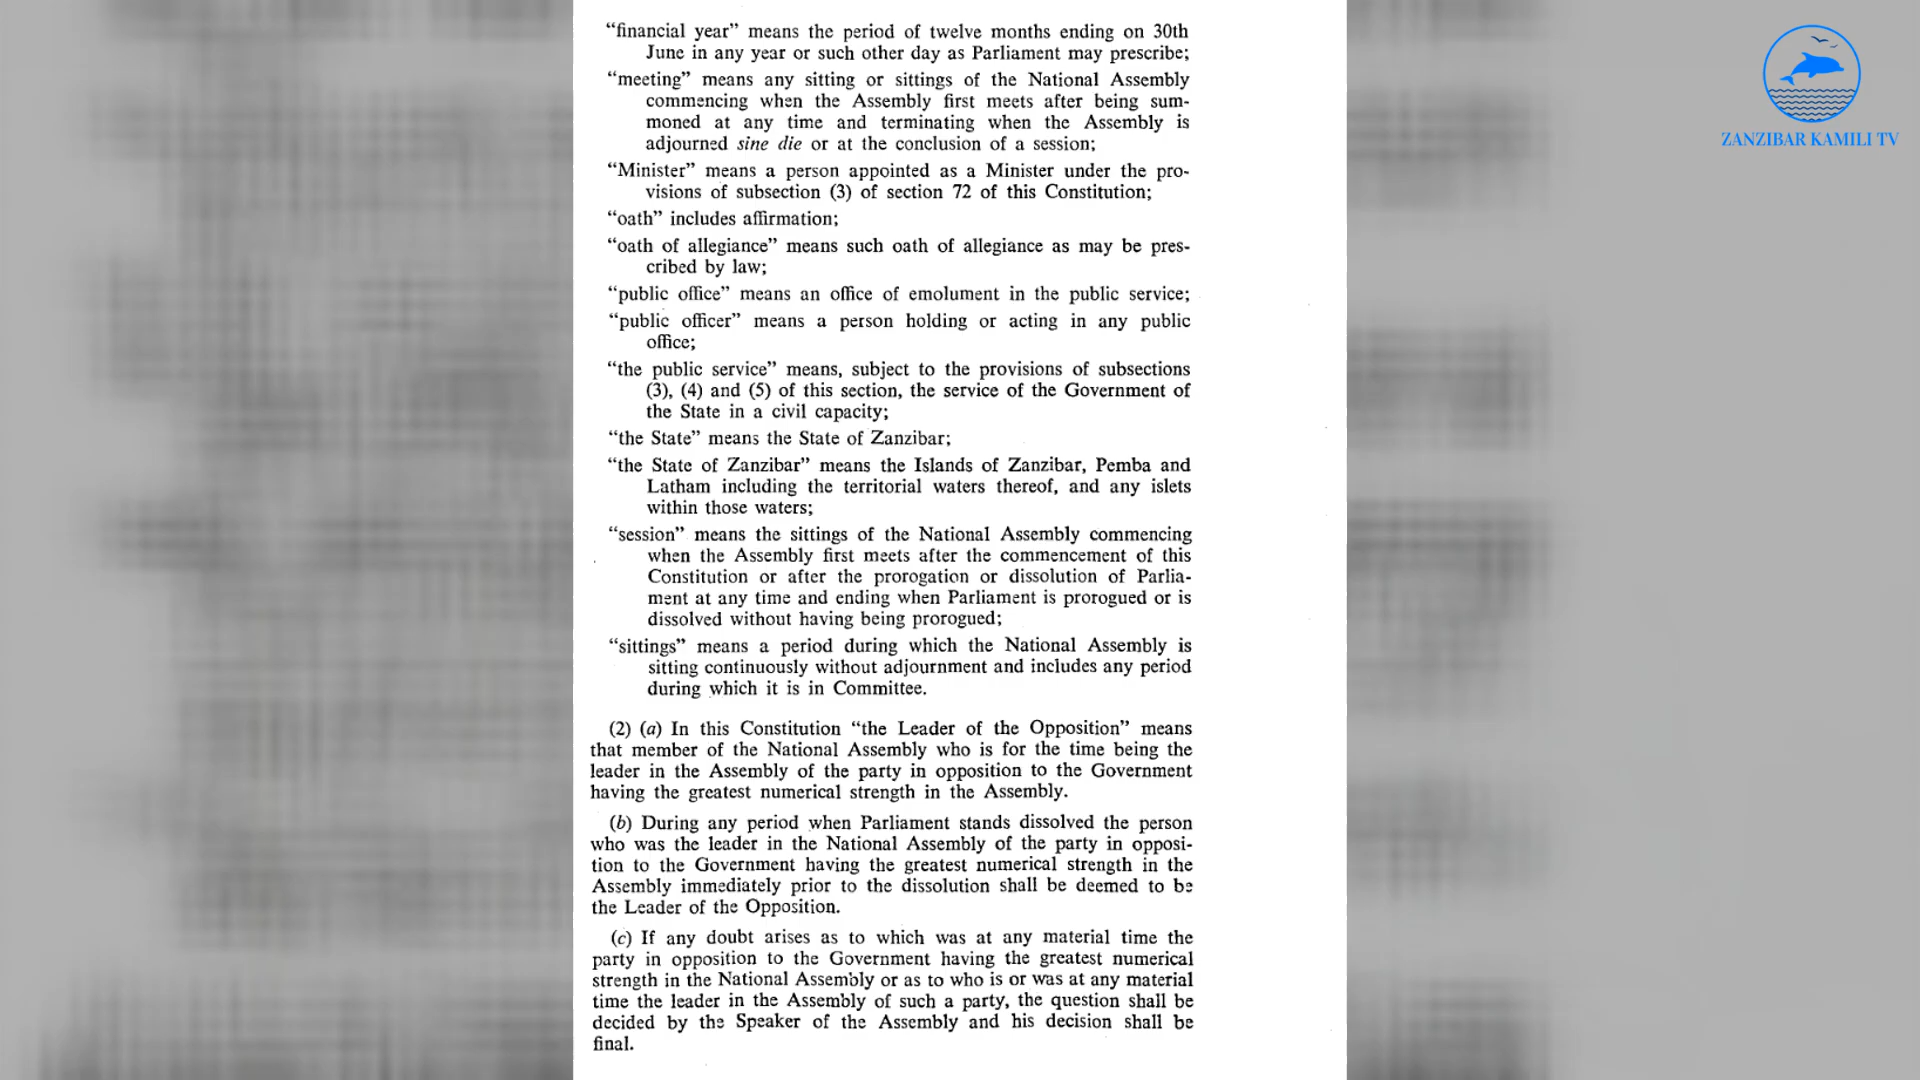 “financial year” means the period of twelve months ending on 30th
June in any year or such other day as Parliament may prescribe;
“meeting” means any sitting or sittings of the National Assembly
commencing when the Assembly first meets after being sum-
moned at any time and terminating when the Assembly is
adjourned sine die or at the conclusion of a session;
“Minister” means a person appointed as a Minister under the pro-
visions of subsection (3) of section 72 of this Constitution;
“oath” includes affirmation;
“oath of allegiance” means such oath of allegiance as may be pres-
cribed by law;
“public office” means an office of emolument in the public service;
“public officer” means a person holding or acting in any public
office;
“the public service” means, subject to the provisions of subsections
(3), (4) and (5) of this section, the service of the Government of
the State in a civil capacity;
“the State” means the State of Zanzibar;
“the State of Zanzibar” means the Islands of Zanzibar, Pemba and
Latham including the territorial waters thereof, and any islets
within those waters;
“session” means the sittings of the National Assembly commencing
when the Assembly first meets after the commencement of this
Constitution or after the prorogation or dissolution of Parlia-
ment at any time and ending when Parliament is prorogued or is
dissolved without having being prorogued;
“sittings” means a period during which the National Assembly is
sitting continuously without adjournment and includes any period
during which it is in Committee.
(2) (a) In this Constitution “the Leader of the Opposition” means
that member of the National Assembly who is for the time being the
leader in the Assembly of the party in opposition to the Government
having the greatest numerical strength in the Assembly.
(b) During any period when Parliament stands dissolved the person
who was the leader in the National Assembly of the party in opposi-
tion to the Government having the greatest numerical strength in the
Assembly immediately prior to the dissolution shall be deemed to be
the Leader of the Opposition.
(c) If any doubt arises as to which was at any material time the
party in opposition to the Government having the greatest numerical
strength in the National Assembly or as to who is or was at any material
time the leader in the Assembly of such a party, the question shall be
decided by the Speaker of the Assembly and his decision shall be
final.
ZANZIBAR KAMILI TV